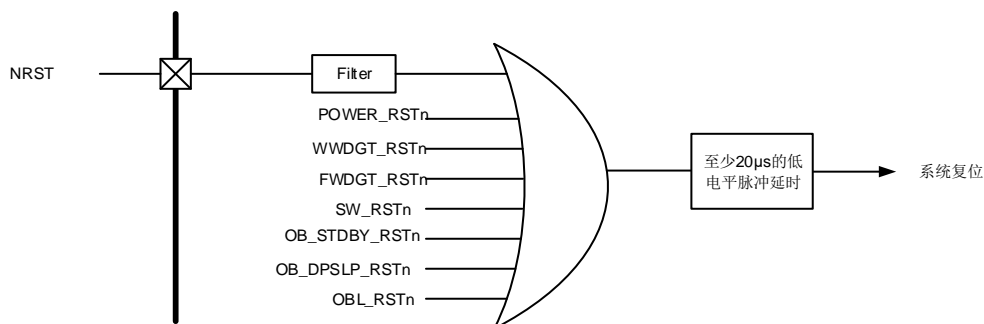 NRST
Filter
POWER_RSTn
WWDGT_RSTn
FWDGT_RSTn
SW_RSTn
OB_STDBY_RSTn
OB_DPSLP_RSTn
OBL_RSTn
至少20µs的低
电平脉冲延时
系统复位